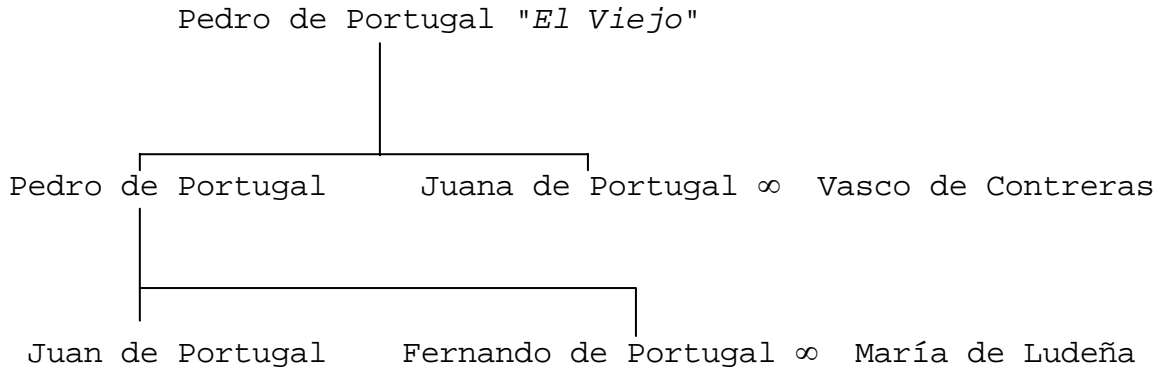 Pedro de Portugal "El Viejo"
Pedro de Portugal Juana de Portugal ∞ Vasco de Contreras
Juan de Portugal Fernando de Portugal ∞ María de Ludeña